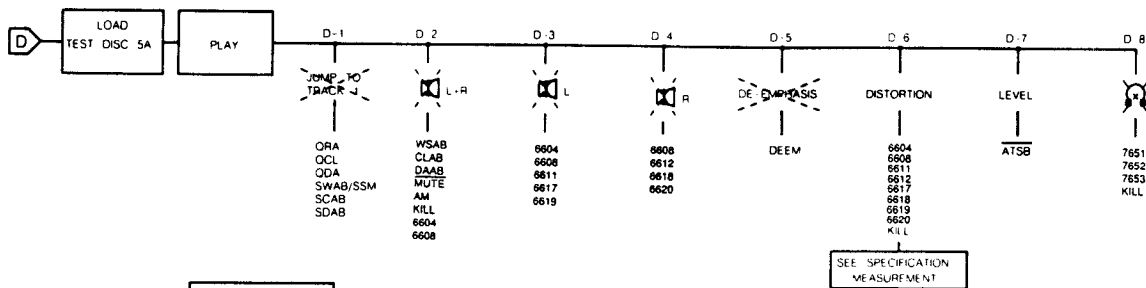 D
LOAD
TEST DISC 5A
PLAY
D-1
JUMP TO
TRACK 1
QRA
QCL
QDA
SWAB/SSM
SCAB
SDAB
D 2
L+R
WSAB
CLAB
DAAB
MUTE
AM
KILL
6604
6608
D-3
L
6604
6608
6611
6617
6619
D 4
R
6608
6612
6618
6620
D-5
DE-EMPHASIS
DEEM
D 6
DISTORTION
6604
6608
6611
6612
6617
6618
6619
6620
KILL
SEE SPECIFICATION
MEASUREMENT
D-7
LEVEL
ATSB
D 8
7651
7652
7653
KILL